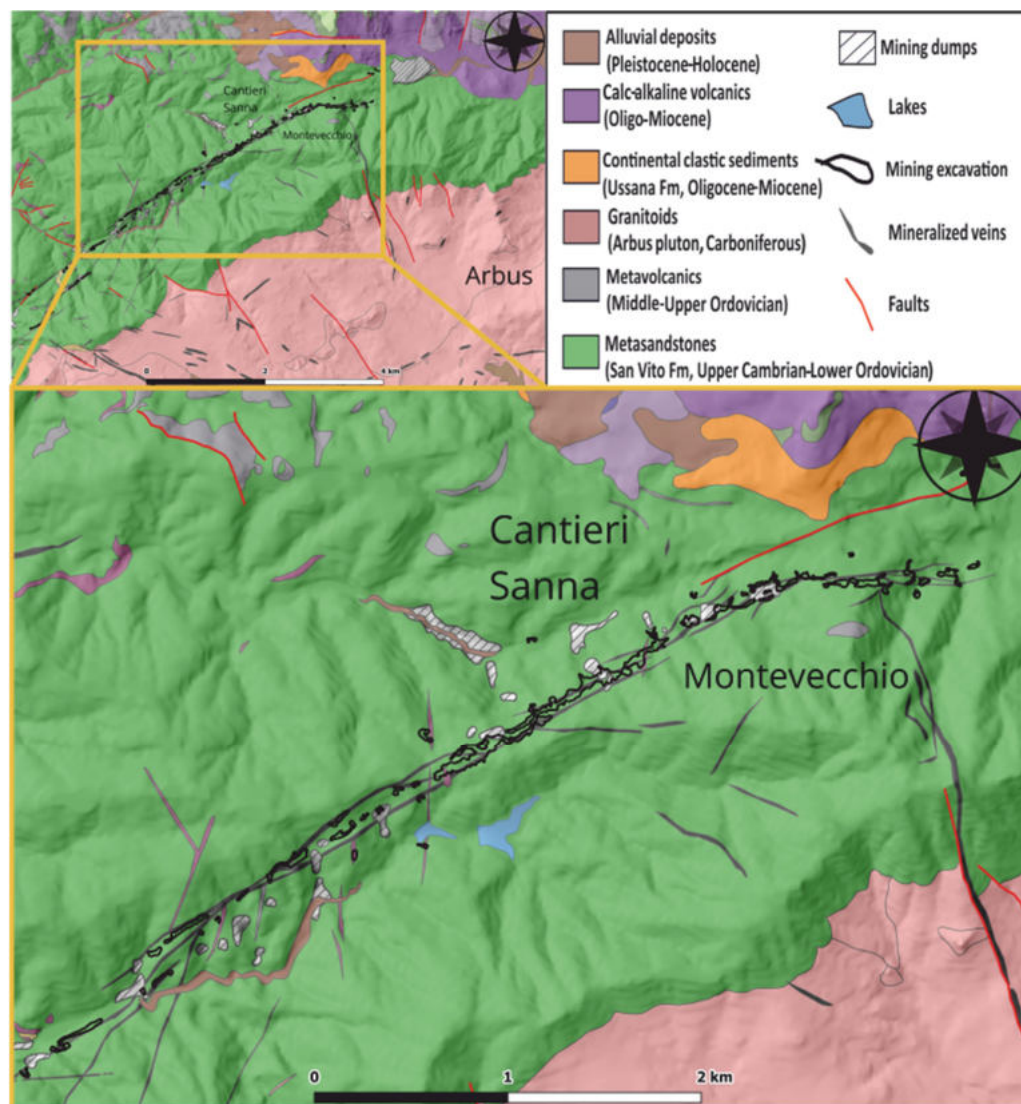 Cantieri
Sanna
Montevecchio
Arbus
0 2 4 km
Alluvial deposits
(Pleistocene-Holocene)
Calc-alkaline volcanics
(Oligo-Miocene)
Continental clastic sediments
(Ussana Fm, Oligocene-Miocene)
Granitoids
(Arbus pluton, Carboniferous)
Metavolcanics
(Middle-Upper Ordovician)
Metasandstones
(San Vito Fm, Upper Cambrian-Lower Ordovician)
Mining dumps
Lakes
Mining excavation
Mineralized veins
Faults
Cantieri
Sanna
Montevecchio
0 1 2 km